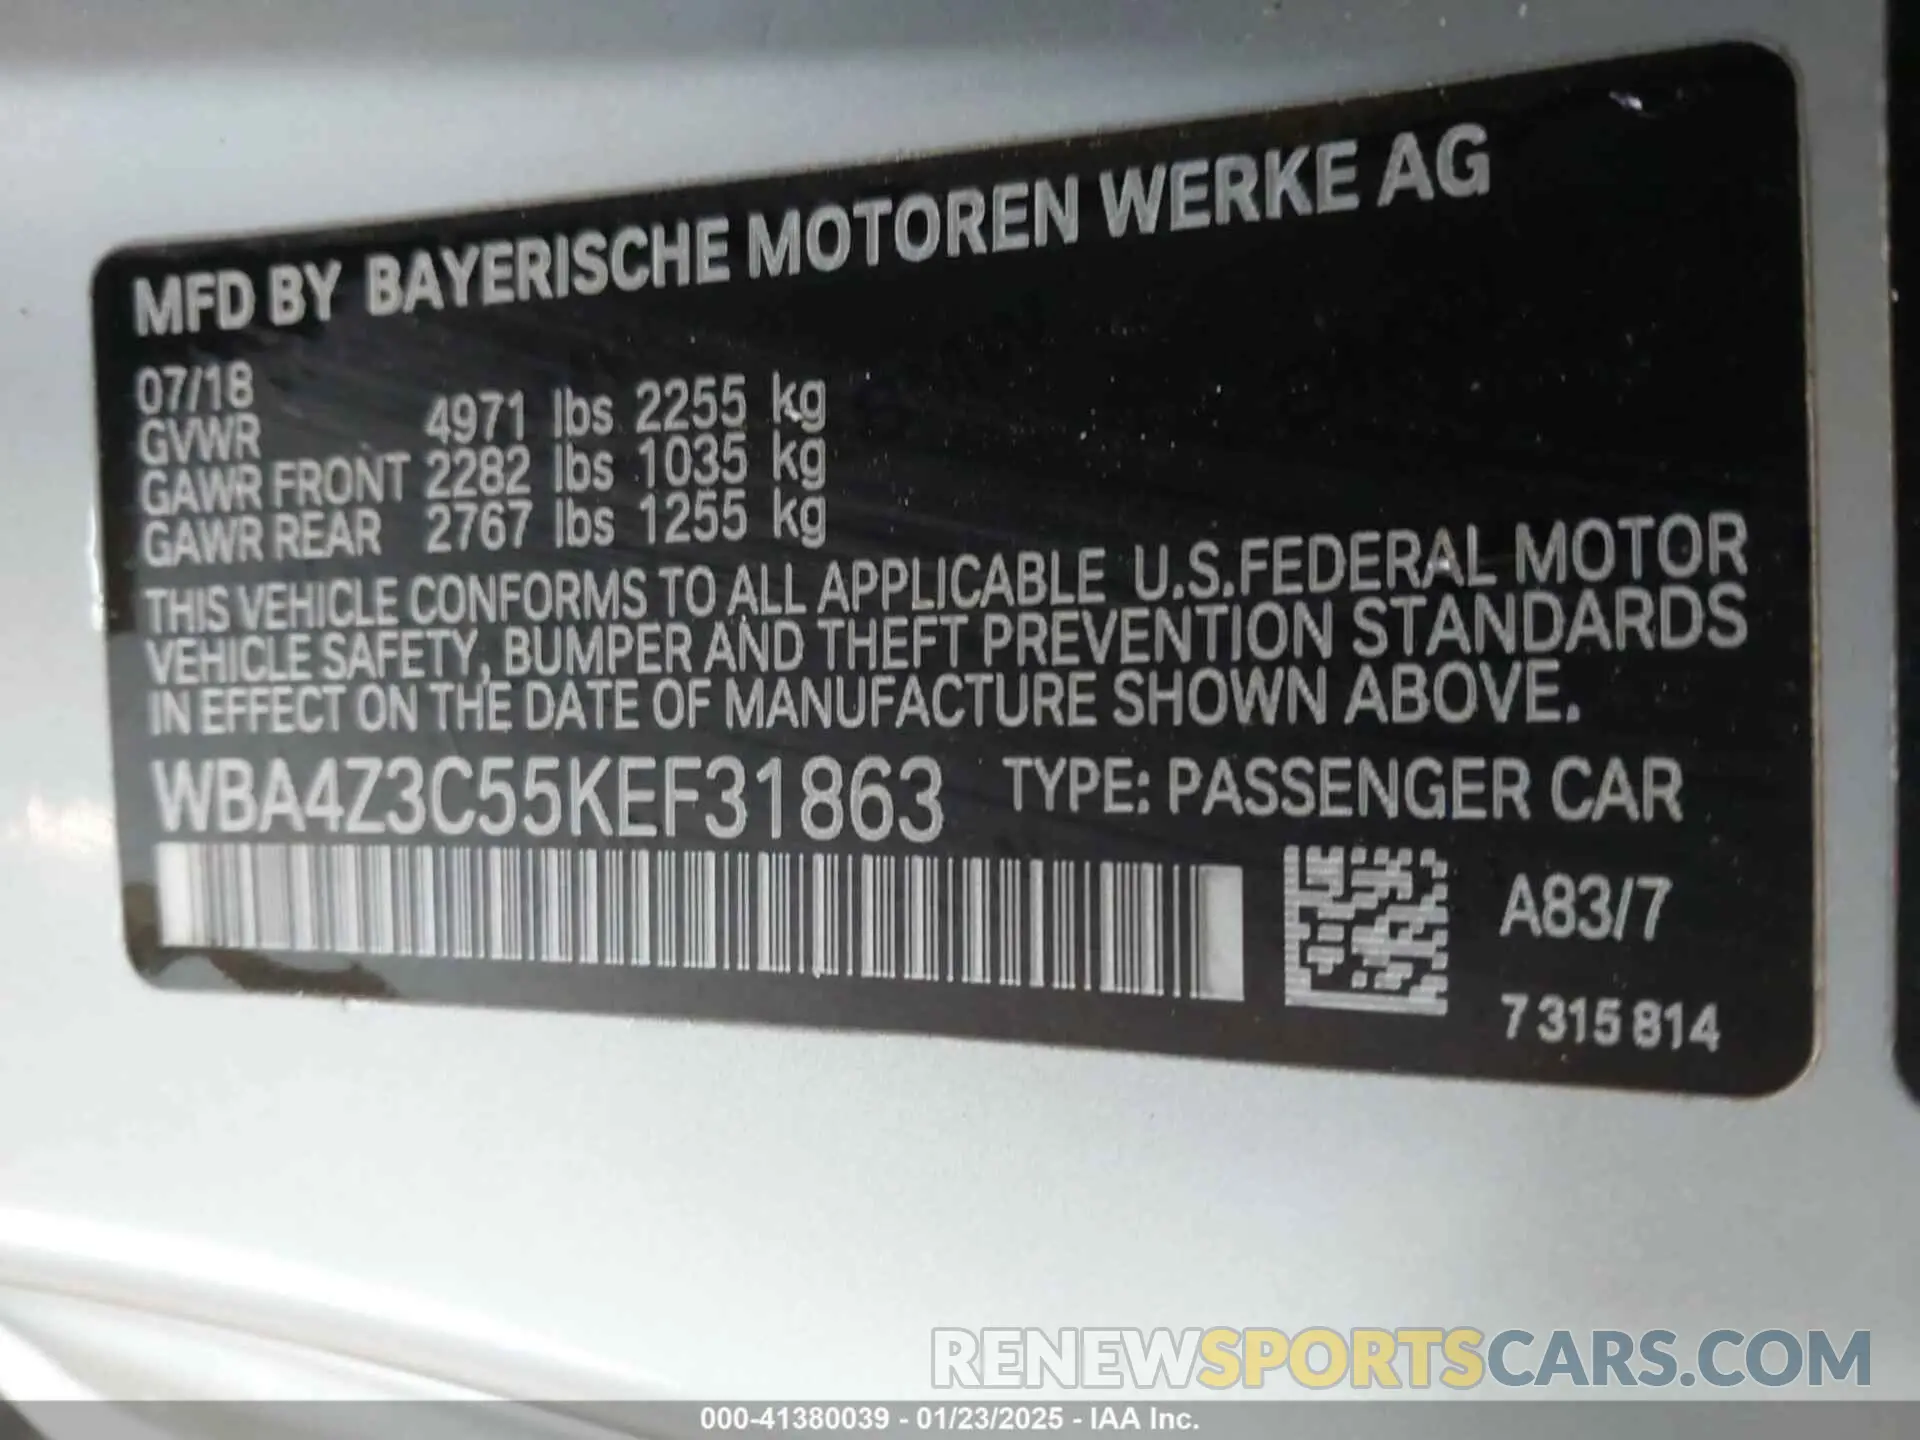 MFD BY BAYERISCHE MOTOREN WERKE AG
07/18
GVWR 4971 lbs 2255 kg
GAWR FRONT 2282 lbs 1035 kg
GAWR REAR 2767 lbs 1255 kg
THIS VEHICLE CONFORMS TO ALL APPLICABLE U.S.FEDERAL MOTOR
VEHICLE SAFETY, BUMPER AND THEFT PREVENTION STANDARDS
IN EFFECT ON THE DATE OF MANUFACTURE SHOWN ABOVE.
WBA4Z3C55KEF31863 TYPE: PASSENGER CAR
A83/7
7 315 814
RENEWSPORTSCARS.COM
000-41380039 - 01/23/2025 - IAA Inc.